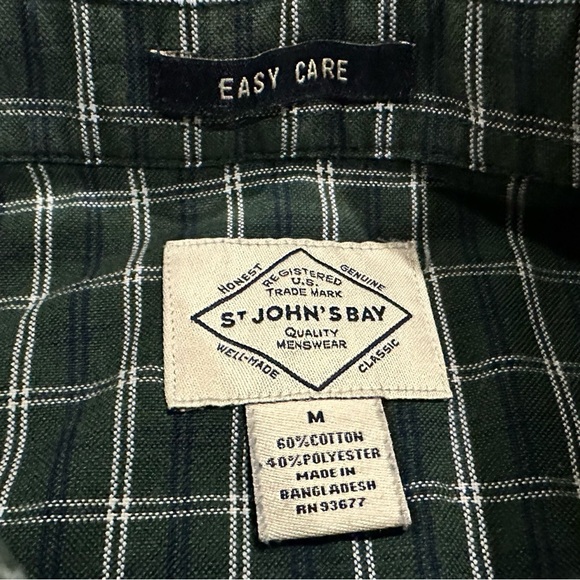 EASY CARE
HONEST
GENUINE
REGISTERED
U.S.
TRADE MARK
ST JOHN'S BAY
QUALITY
MENSWEAR
WELL-MADE
CLASSIC
M
60%COTTON
40%POLYESTER
MADE IN
BANGLADESH
RN 93677